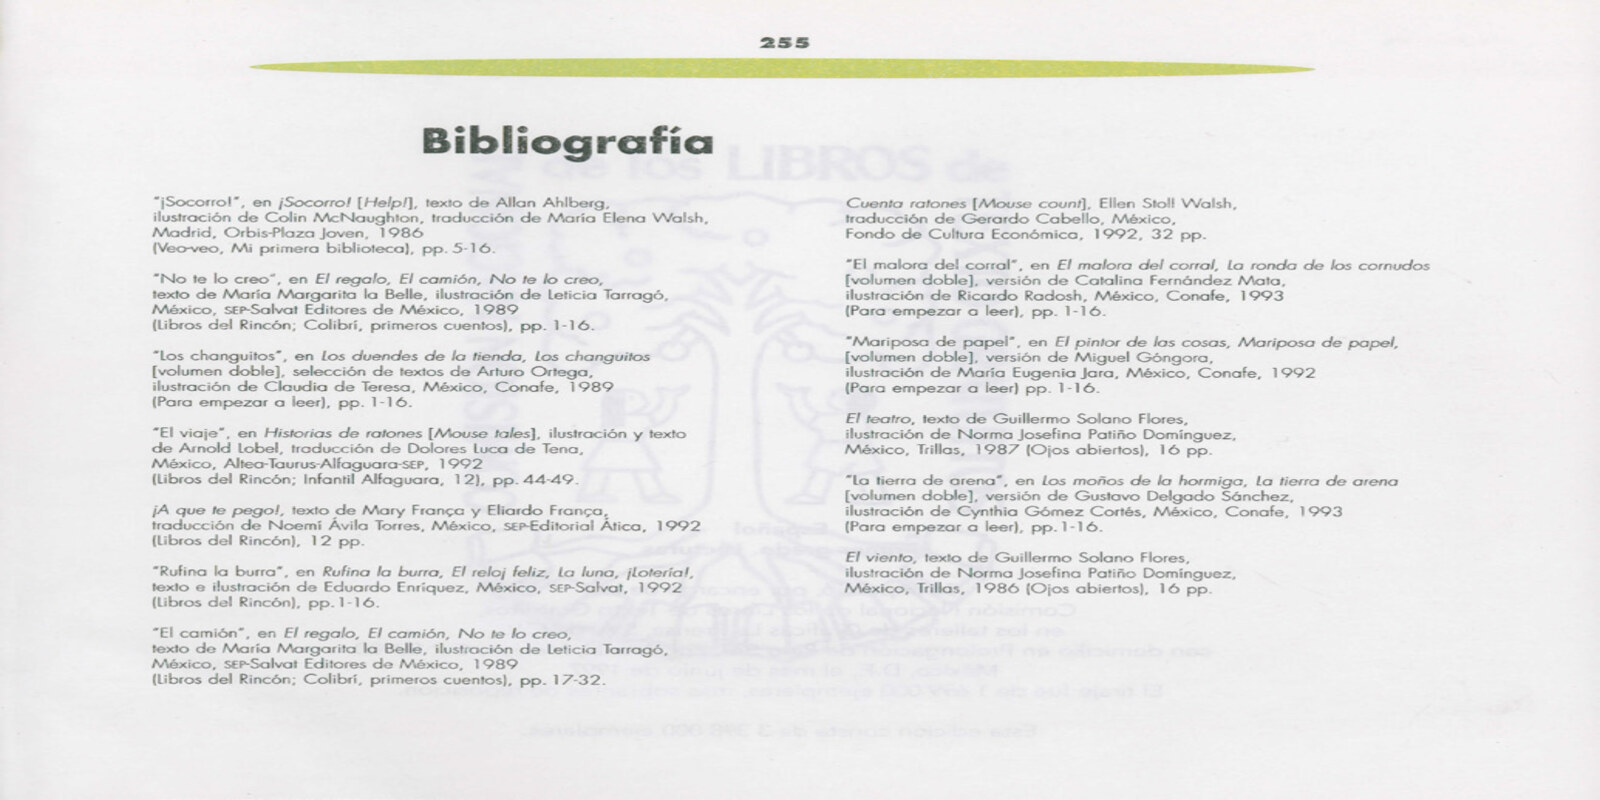 255
Bibliografía
"¡Socorro!", en ¡Socorro! [Help!], texto de Allan Ahlberg,
ilustración de Colin McNaughton, traducción de María Elena Walsh,
Madrid, Orbis-Plaza Joven, 1986
(Veo-veo, Mi primera biblioteca), pp. 5-16.
"No te lo creo", en El regalo, El camión, No te lo creo,
texto de María Margarita la Belle, ilustración de Leticia Tarragó,
México, SEP-Salvat Editores de México, 1989
(Libros del Rincón; Colibrí, primeros cuentos), pp. 1-16.
"Los changuitos", en Los duendes de la tienda, Los changuitos
[volumen doble], selección de textos de Arturo Ortega,
ilustración de Claudia de Teresa, México, Conafe, 1989
(Para empezar a leer), pp. 1-16.
"El viaje", en Historias de ratones [Mouse tales], ilustración y texto
de Arnold Lobel, traducción de Dolores Luca de Tena,
México, Altea-Taurus-Alfaguara-SEP, 1992
(Libros del Rincón; Infantil Alfaguara, 12), pp. 44-49.
¡A que te pego!, texto de Mary França y Eliardo França,
traducción de Noemí Ávila Torres, México, SEP-Editorial Ática, 1992
(Libros del Rincón), 12 pp.
"Rufina la burra", en Rufina la burra, El reloj feliz, La luna, ¡Lotería!,
texto e ilustración de Eduardo Enríquez, México, SEP-Salvat, 1992
(Libros del Rincón), pp. 1-16.
"El camión", en El regalo, El camión, No te lo creo,
texto de María Margarita la Belle, ilustración de Leticia Tarragó,
México, SEP-Salvat Editores de México, 1989
(Libros del Rincón; Colibrí, primeros cuentos), pp. 17-32.
Cuenta ratones [Mouse count], Ellen Stoll Walsh,
traducción de Gerardo Cabello, México,
Fondo de Cultura Económica, 1992, 32 pp.
"El malora del corral", en El malora del corral, La ronda de los cornudos
[volumen doble], versión de Catalina Fernández Mata,
ilustración de Ricardo Radosh, México, Conafe, 1993
(Para empezar a leer), pp. 1-16.
"Mariposa de papel", en El pintor de las cosas, Mariposa de papel,
[volumen doble], versión de Miguel Góngora,
ilustración de María Eugenia Jara, México, Conafe, 1992
(Para empezar a leer) pp. 1-16.
El teatro, texto de Guillermo Solano Flores,
ilustración de Norma Josefina Patiño Domínguez,
México, Trillas, 1987 (Ojos abiertos), 16 pp.
"La tierra de arena", en Los moños de la hormiga, La tierra de arena
[volumen doble], versión de Gustavo Delgado Sánchez,
ilustración de Cynthia Gómez Cortés, México, Conafe, 1993
(Para empezar a leer), pp. 1-16.
El viento, texto de Guillermo Solano Flores,
ilustración de Norma Josefina Patiño Domínguez,
México, Trillas, 1986 (Ojos abiertos), 16 pp.